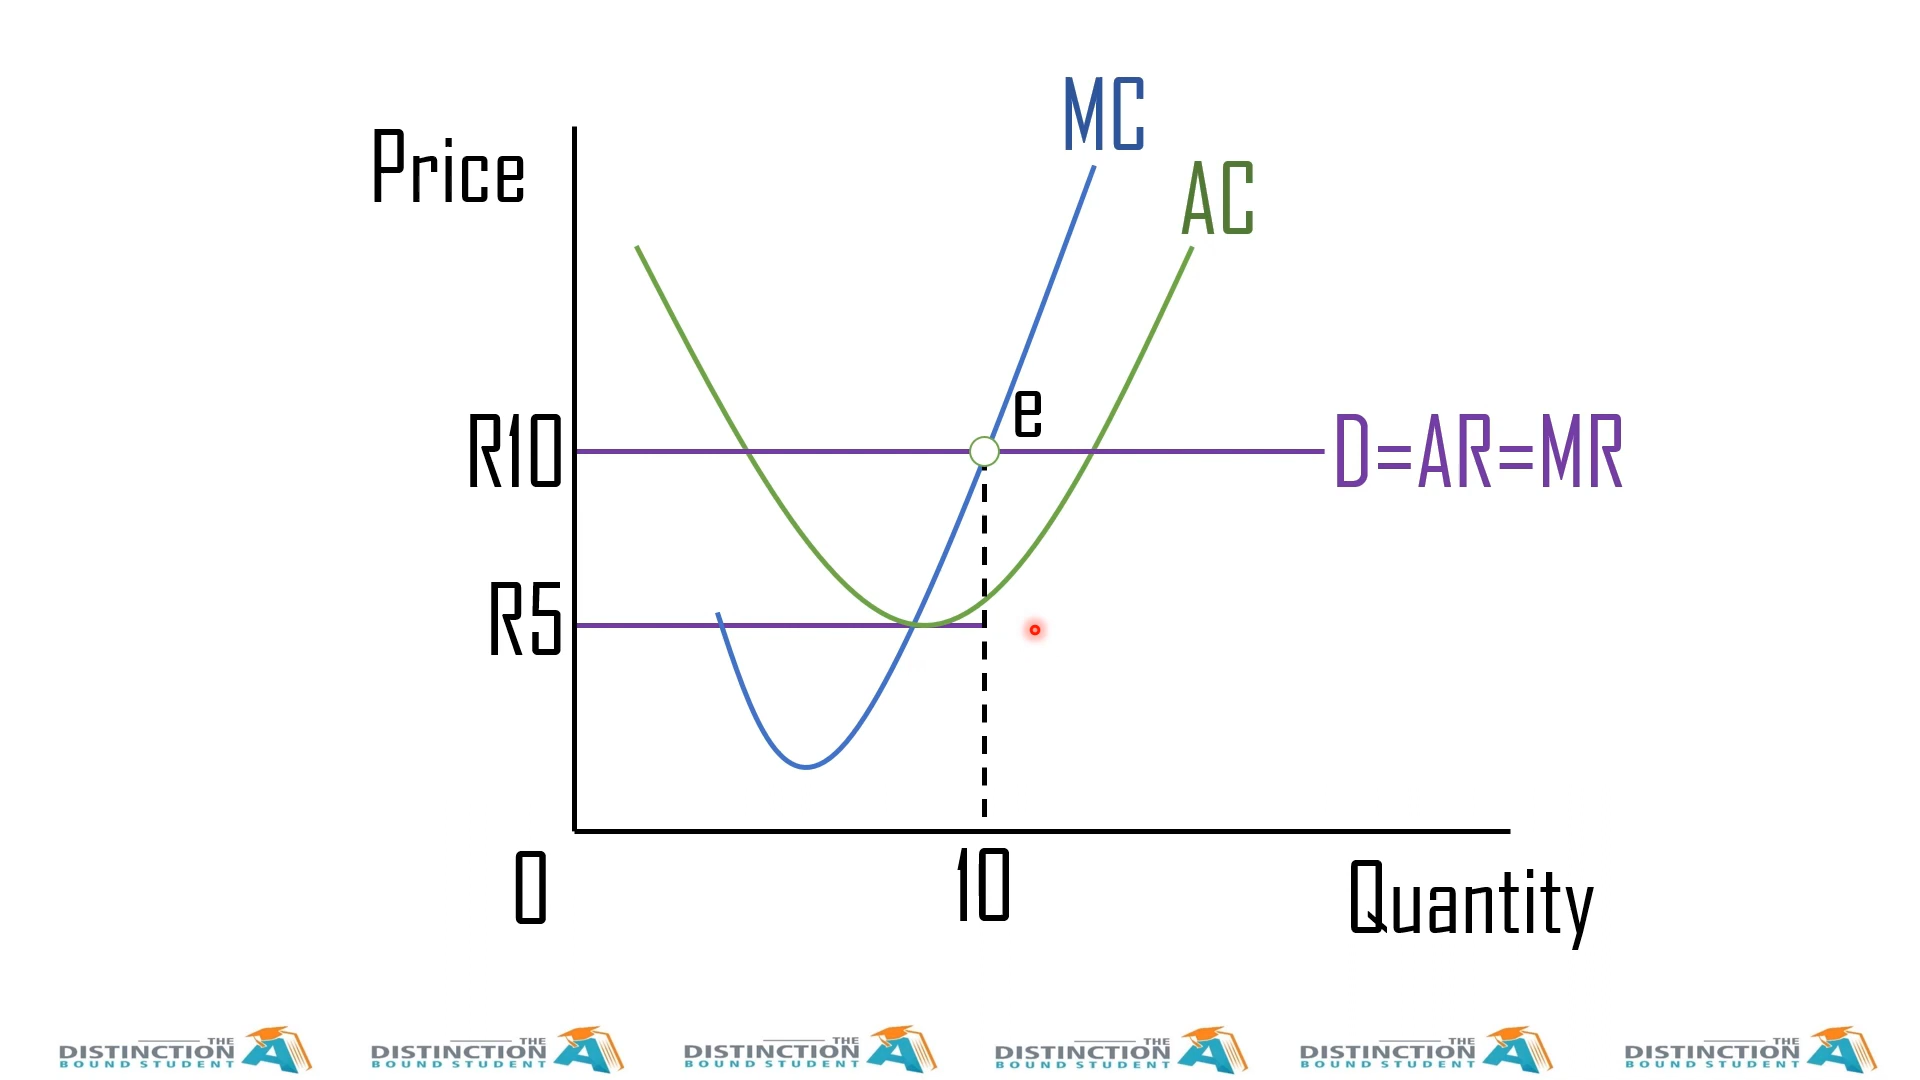 MC
Price
AC
e
R10
D=AR=MR
R5
0
10
Quantity
THE
DISTINCTION
BOUND STUDENT
THE
DISTINCTION
BOUND STUDENT
THE
DISTINCTION
BOUND STUDENT
THE
DISTINCTION
BOUND STUDENT
THE
DISTINCTION
BOUND STUDENT
THE
DISTINCTION
BOUND STUDENT